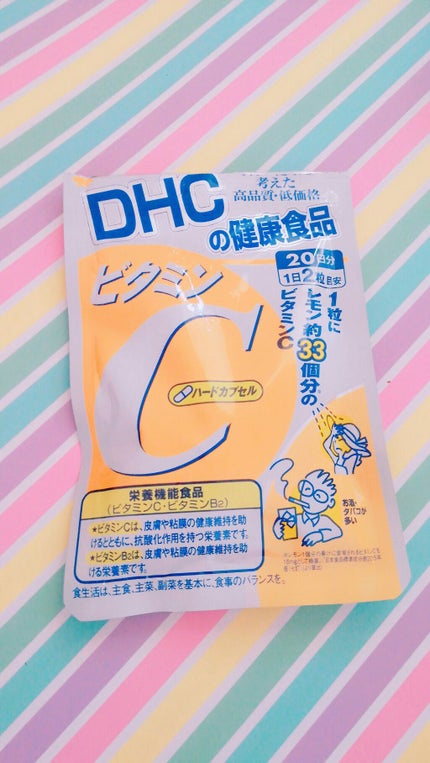 考えた
高品質・低価格
DHC
の健康食品
20日分
1日2粒目安
ビタミン
C
1粒に
レモン約33個分の
ビタミンC
ハードカプセル
栄養機能食品
(ビタミンC・ビタミンB2)
★ビタミンCは、皮膚や粘膜の健康維持を助
けるとともに、抗酸化作用を持つ栄養素です。
★ビタミンB2は、皮膚や粘膜の健康維持を助
ける栄養素です。
お酒・
タバコが
多い
食生活は、主食、主菜、副菜を基本に、食事のバランスを。